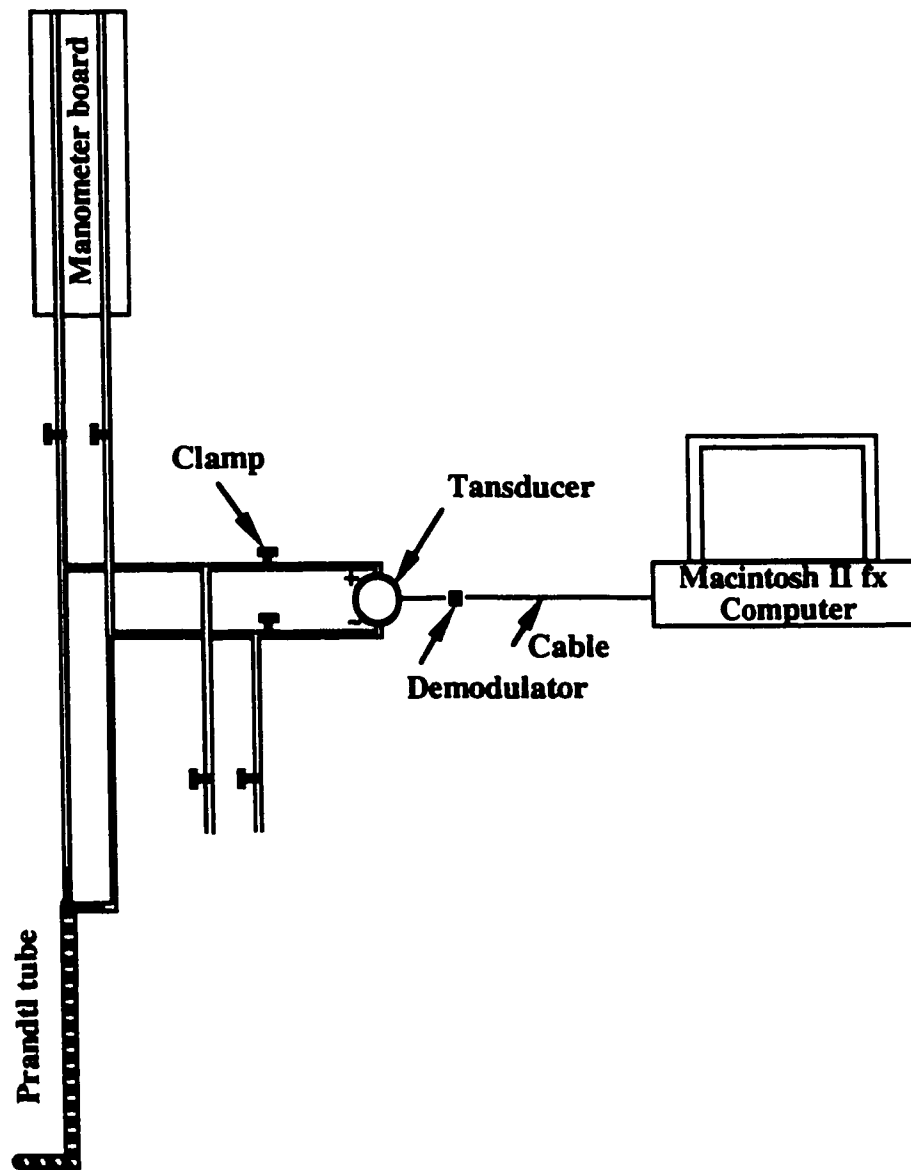 Manometer board
Clamp
Tansducer
+
-
Macintosh II fx
Computer
Cable
Demodulator
Prandtl tube